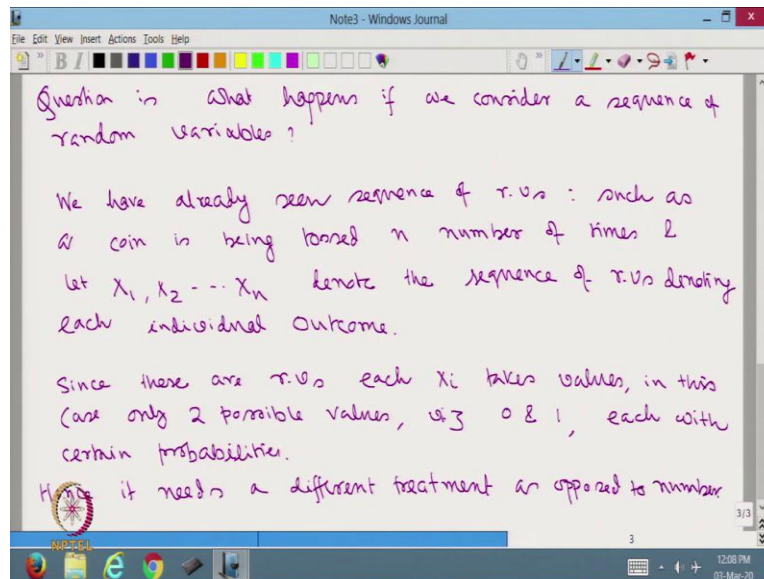 Note3 - Windows Journal
File Edit View Insert Actions Tools Help
B I
Question is what happens if we consider a sequence of
random variables ?
We have already seen sequence of r.vs : such as
a coin is being tossed n number of times &
let X1, X2 --- Xn denote the sequence of r.vs denoting
each individual outcome.
Since these are r.vs each Xi takes values, in this
case only 2 possible values, viz 0 & 1, each with
certain probabilities.
Hence it needs a different treatment as opposed to number
3/3
NPTEL
3
12:08 PM
03-Mar-20